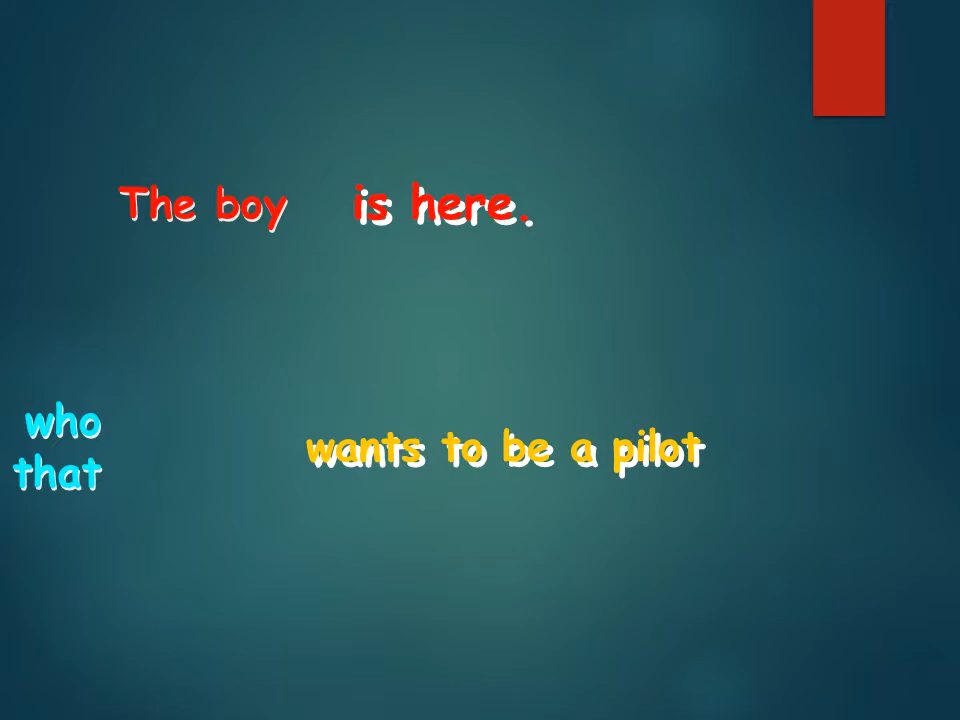 The boy is here.
who
that
wants to be a pilot